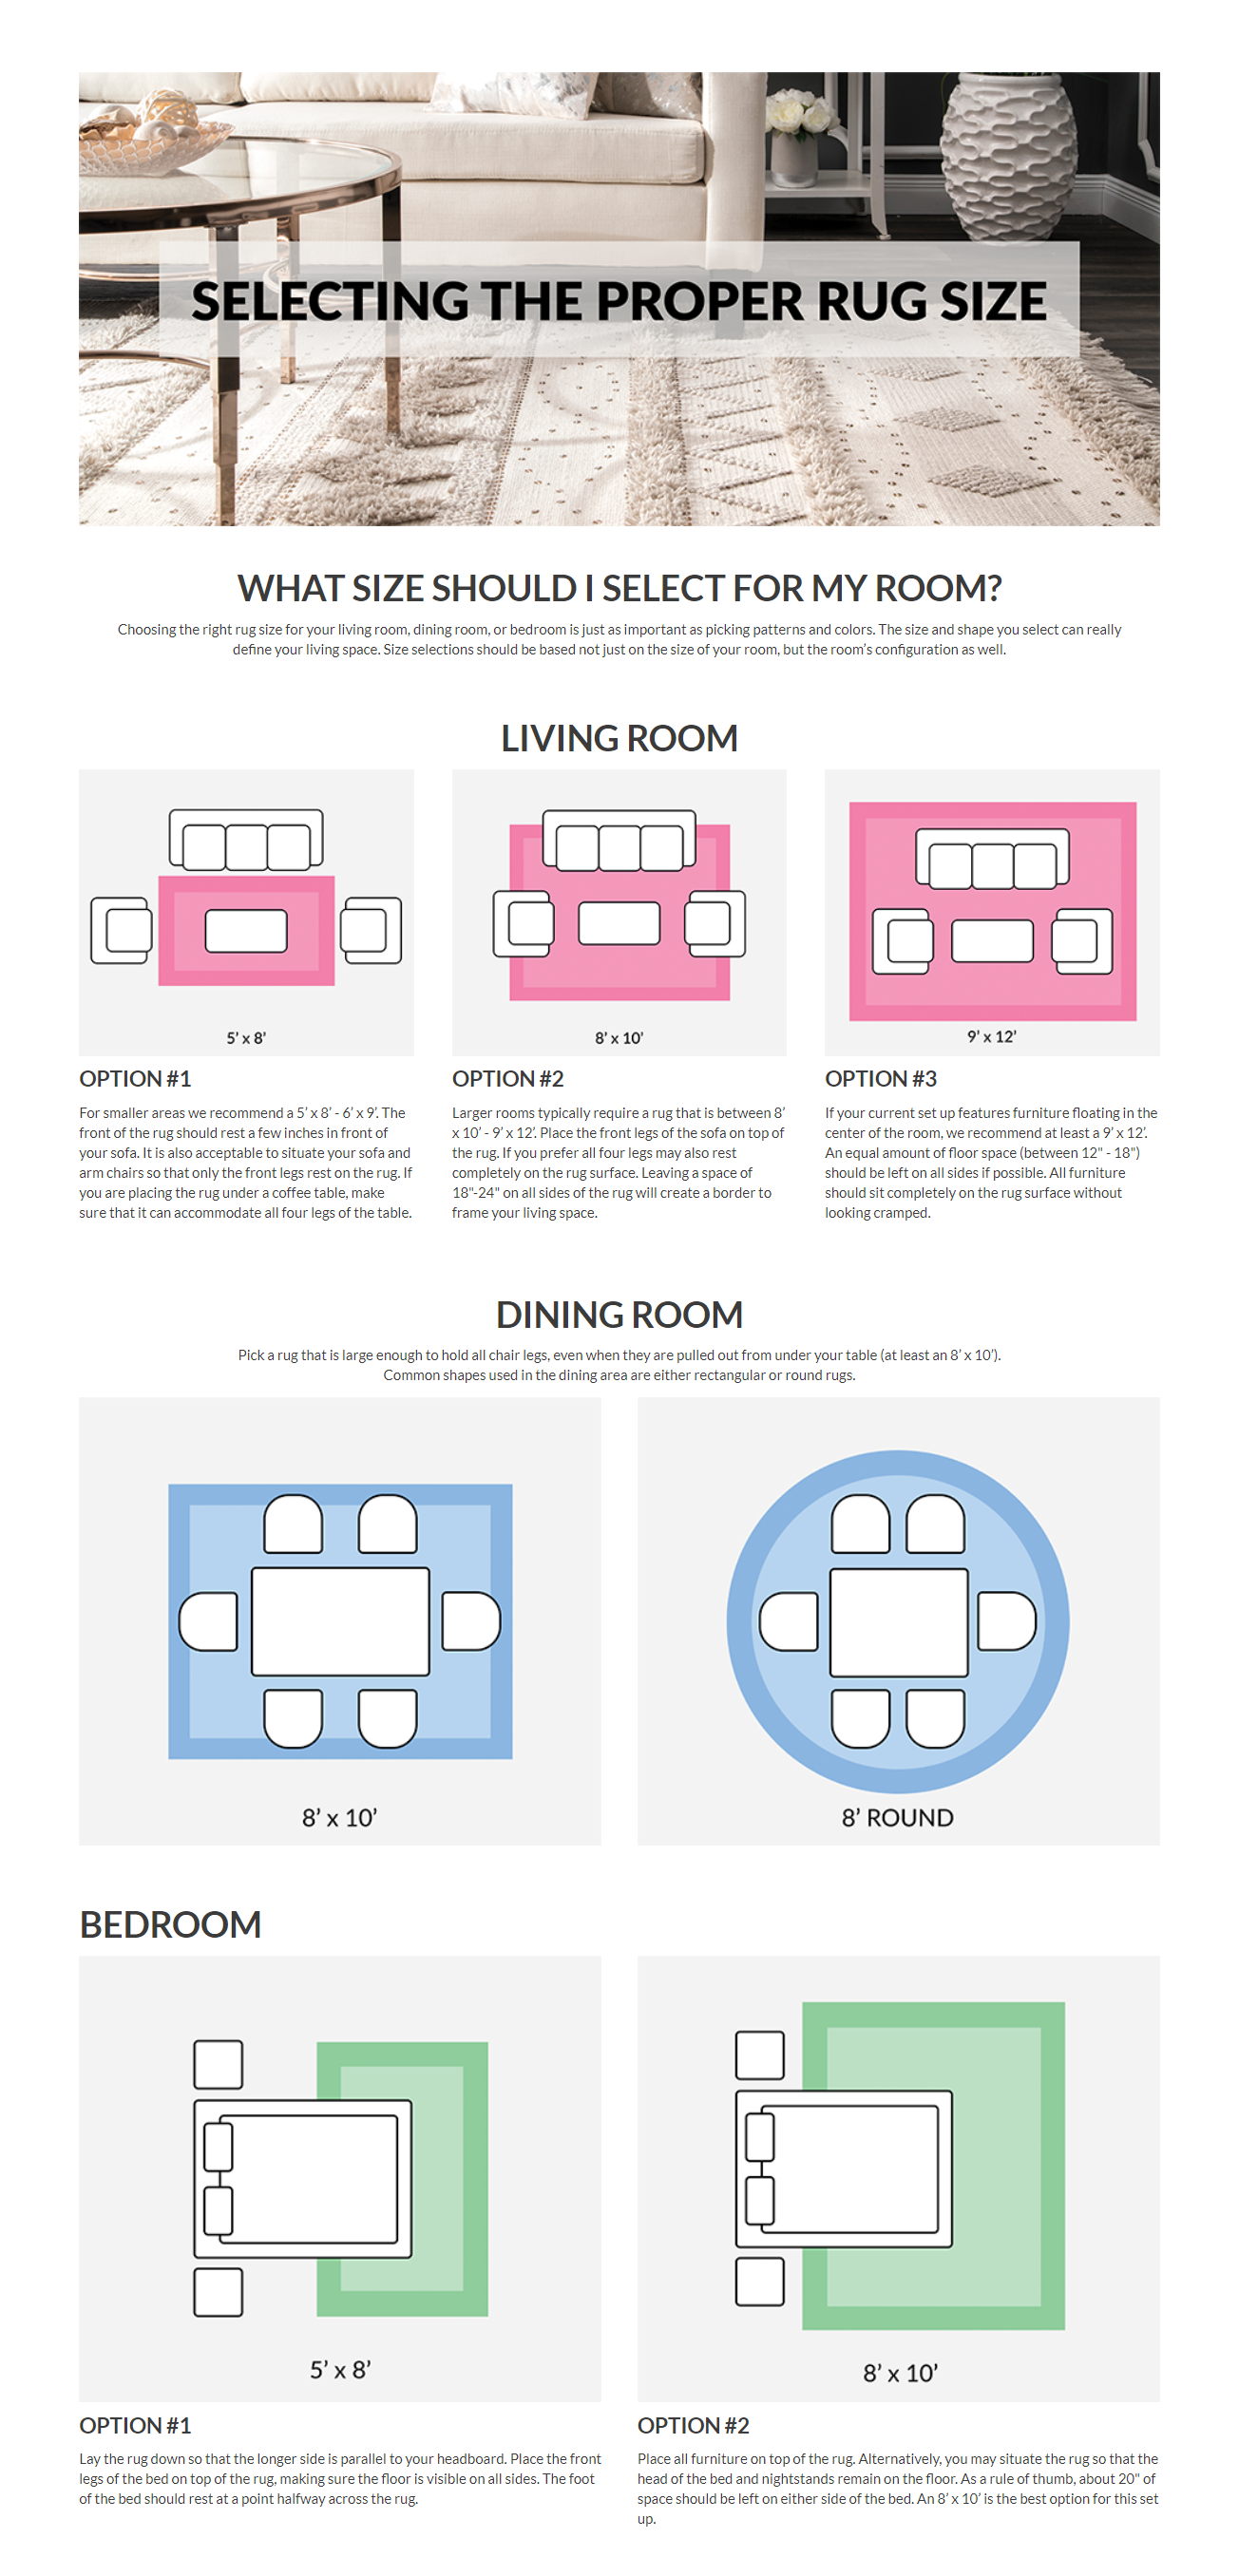 SELECTING THE PROPER RUG SIZE
WHAT SIZE SHOULD I SELECT FOR MY ROOM?
Choosing the right rug size for your living room, dining room, or bedroom is just as important as picking patterns and colors. The size and shape you select can really
define your living space. Size selections should be based not just on the size of your room, but the room's configuration as well.
LIVING ROOM
5' x 8'
OPTION #1
For smaller areas we recommend a 5' x 8' - 6' x 9'. The
front of the rug should rest a few inches in front of
your sofa. It is also acceptable to situate your sofa and
arm chairs so that only the front legs rest on the rug. If
you are placing the rug under a coffee table, make
sure that it can accommodate all four legs of the table.
8' x 10'
OPTION #2
Larger rooms typically require a rug that is between 8'
x 10' - 9' x 12'. Place the front legs of the sofa on top of
the rug. If you prefer all four legs may also rest
completely on the rug surface. Leaving a space of
18"-24" on all sides of the rug will create a border to
frame your living space.
9' x 12'
OPTION #3
If your current set up features furniture floating in the
center of the room, we recommend at least a 9' x 12'.
An equal amount of floor space (between 12" - 18")
should be left on all sides if possible. All furniture
should sit completely on the rug surface without
looking cramped.
DINING ROOM
Pick a rug that is large enough to hold all chair legs, even when they are pulled out from under your table (at least an 8' x 10').
Common shapes used in the dining area are either rectangular or round rugs.
8' x 10'
8' ROUND
BEDROOM
5' x 8'
OPTION #1
Lay the rug down so that the longer side is parallel to your headboard. Place the front
legs of the bed on top of the rug, making sure the floor is visible on all sides. The foot
of the bed should rest at a point halfway across the rug.
8' x 10'
OPTION #2
Place all furniture on top of the rug. Alternatively, you may situate the rug so that the
head of the bed and nightstands remain on the floor. As a rule of thumb, about 20" of
space should be left on either side of the bed. An 8' x 10' is the best option for this set
up.